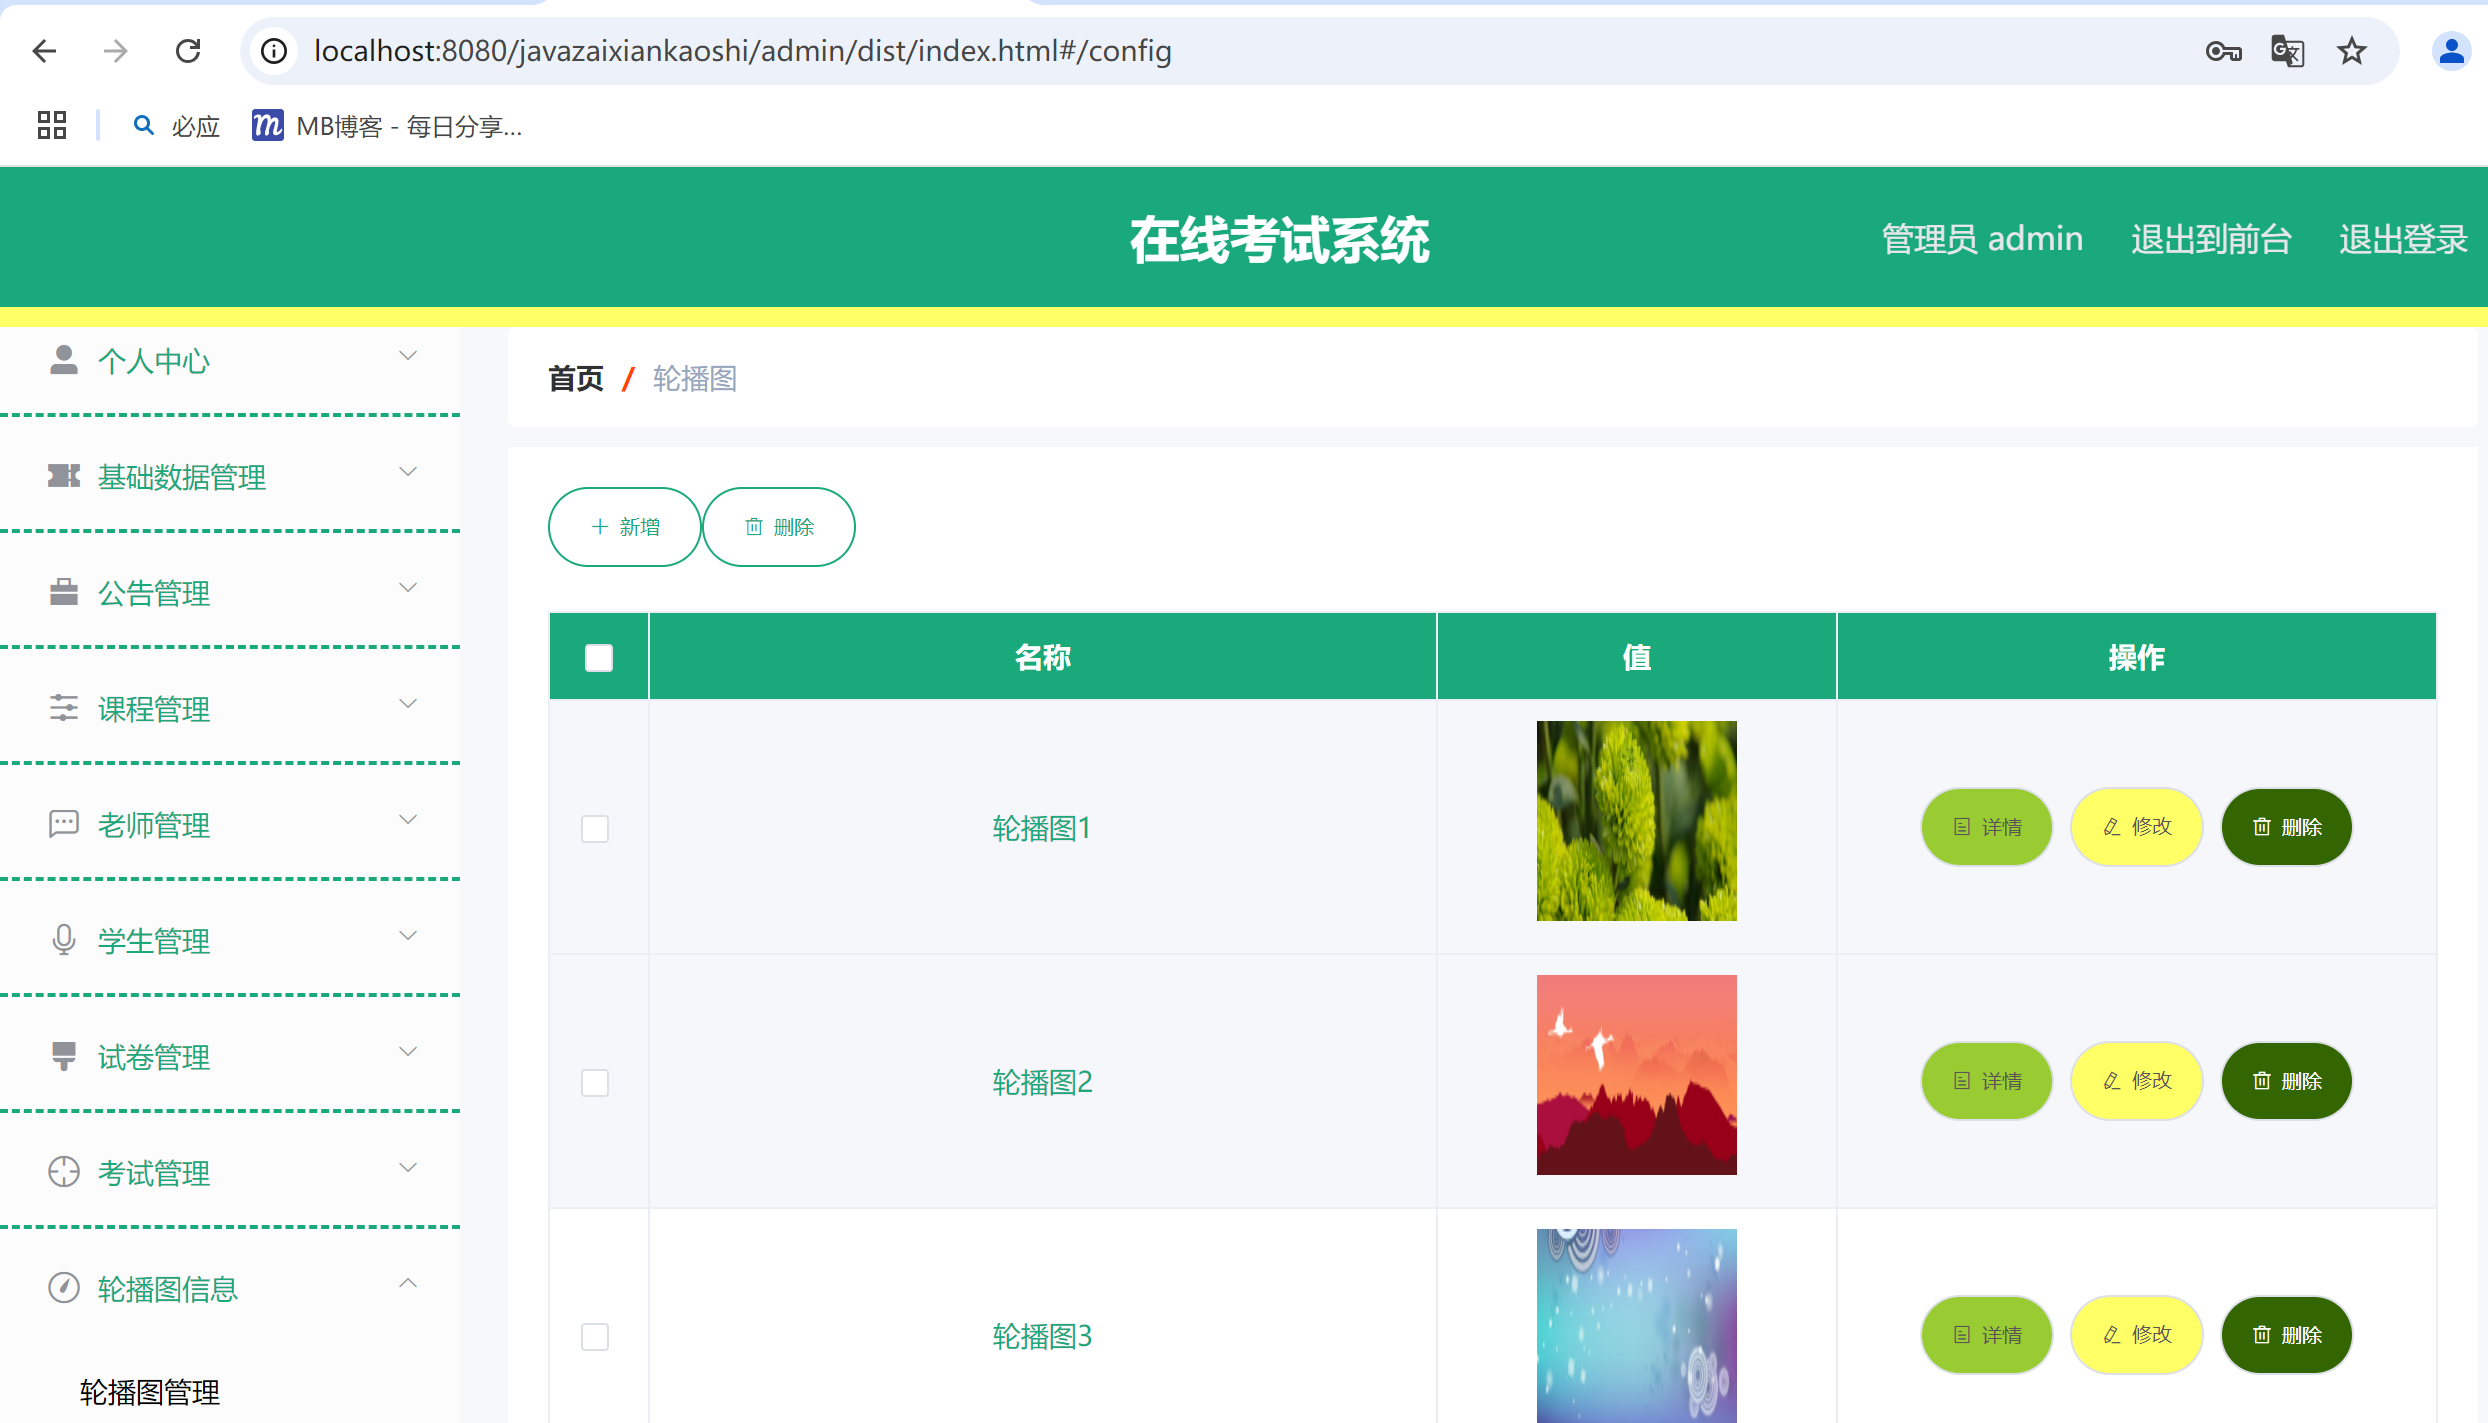 localhost:8080/javazaixiankaoshi/admin/dist/index.html#/config
必应
MB博客 - 每日分享...
在线考试系统
管理员 admin
退出到前台
退出登录
个人中心
基础数据管理
公告管理
课程管理
老师管理
学生管理
试卷管理
考试管理
轮播图信息
轮播图管理
首页 / 轮播图
新增
删除
名称 值 操作
轮播图1 详情 修改 删除
轮播图2 详情 修改 删除
轮播图3 详情 修改 删除